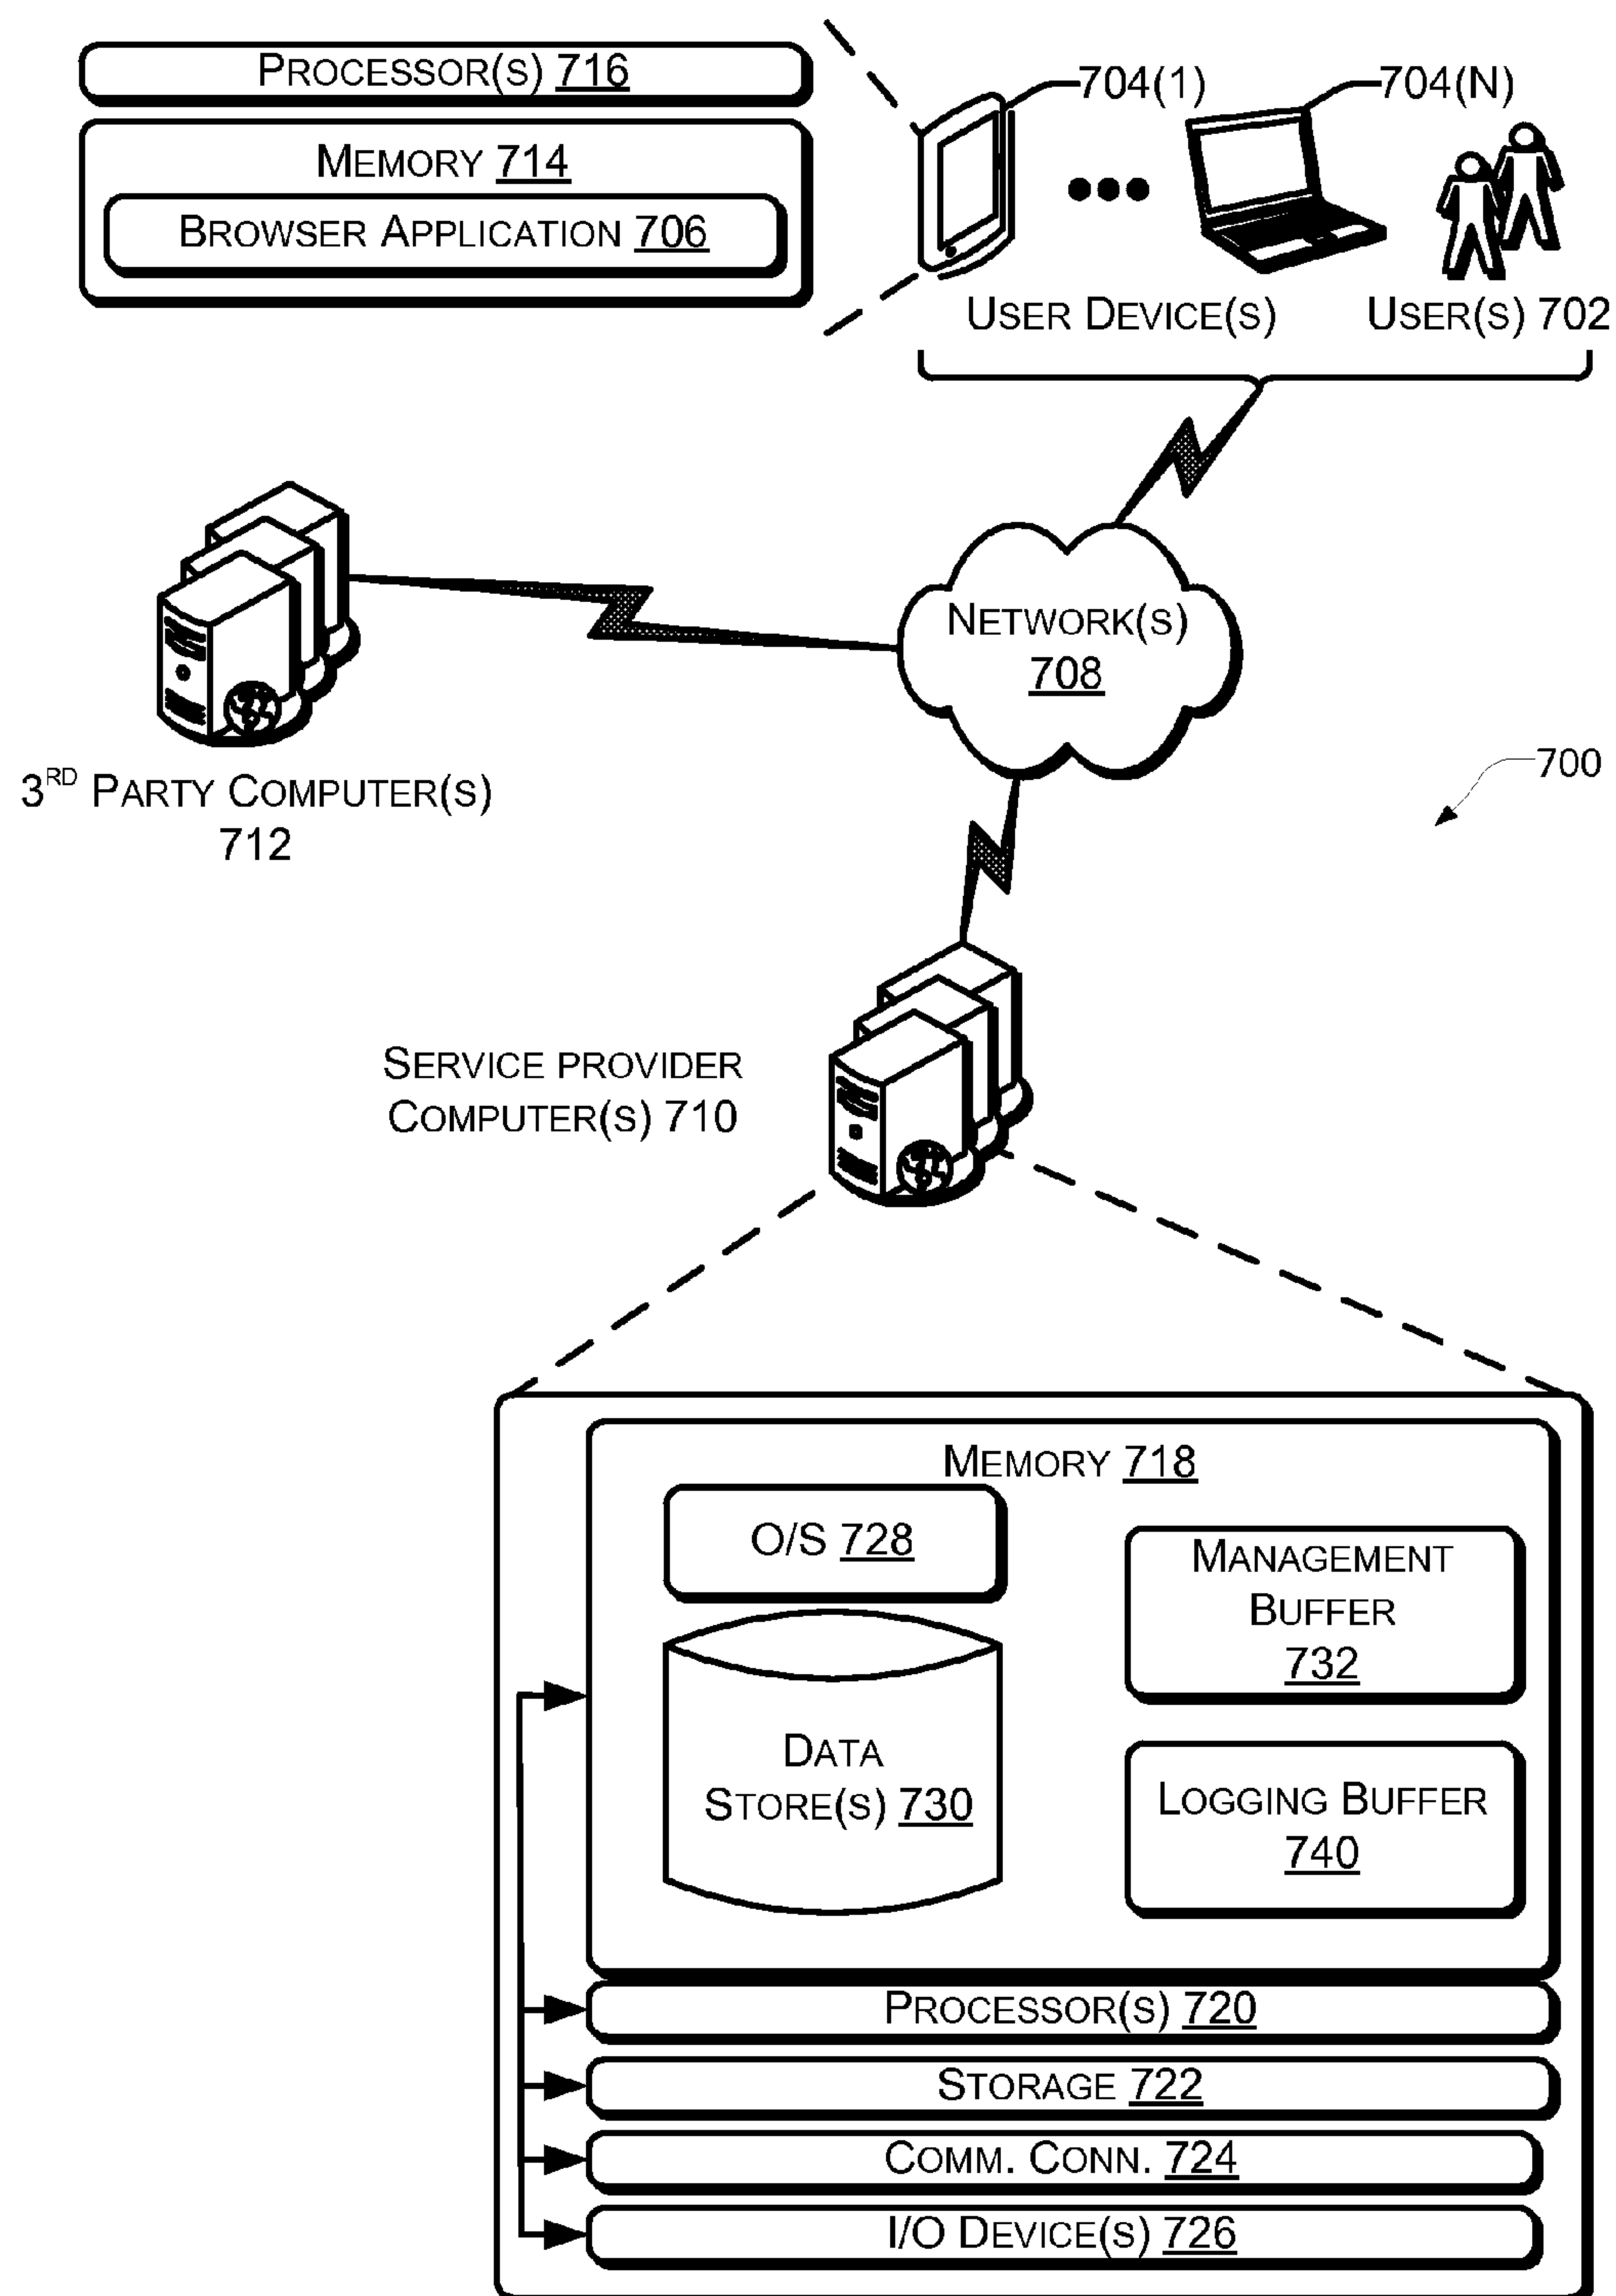 PROCESSOR(S) 716
MEMORY 714
BROWSER APPLICATION 706
704(1)
704(N)
USER DEVICE(S)
USER(S) 702
NETWORK(S)
708
3RD PARTY COMPUTER(S)
712
700
SERVICE PROVIDER
COMPUTER(S) 710
MEMORY 718
O/S 728
MANAGEMENT
BUFFER
732
DATA
STORE(S) 730
LOGGING BUFFER
740
PROCESSOR(S) 720
STORAGE 722
COMM. CONN. 724
I/O DEVICE(S) 726